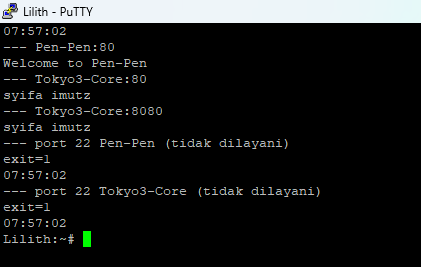 Lilith - PuTTY
07:57:02
--- Pen-Pen:80
Welcome to Pen-Pen
--- Tokyo3-Core:80
syifa imutz
--- Tokyo3-Core:8080
syifa imutz
--- port 22 Pen-Pen (tidak dilayani)
exit=1
07:57:02
--- port 22 Tokyo3-Core (tidak dilayani)
exit=1
07:57:02
Lilith:~#